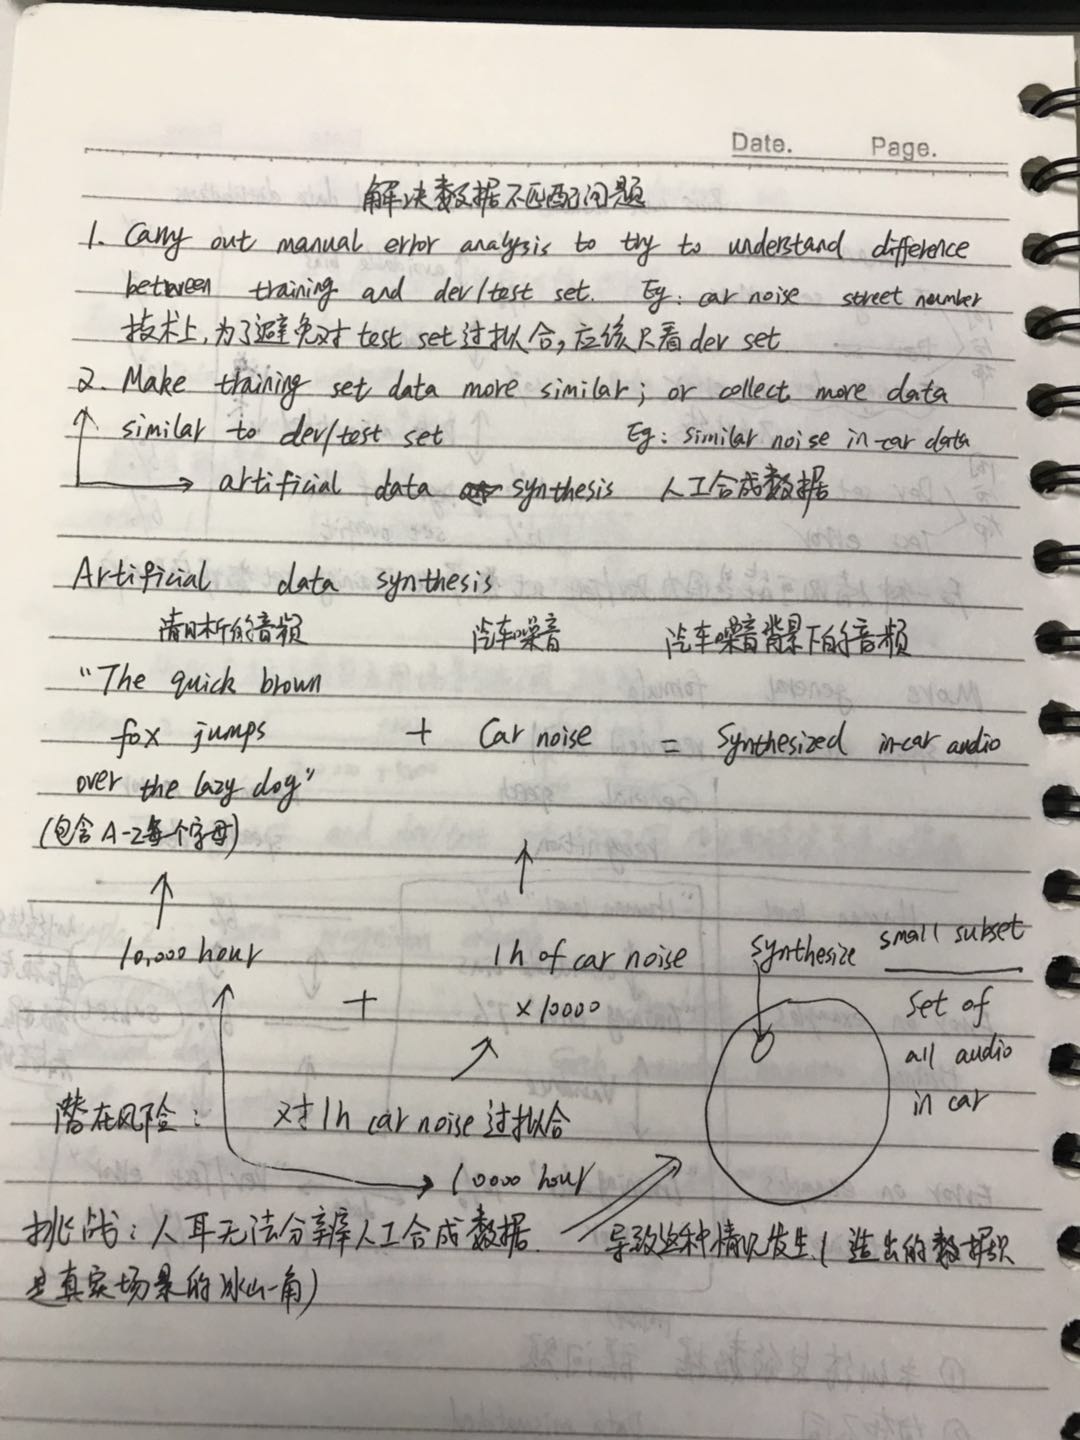 Date. Page.
解决数据不匹配问题
1. Carry out manual error analysis to try to understand difference
between training and dev/test set. Eg: car noise street number
技术上,为了避免对 test set 过拟合,应该只看 dev set
2. Make training set data more similar; or collect more data
similar to dev/test set Eg: similar noise in-car data
artificial data synthesis 人工合成数据
Artificial data synthesis
清晰的音频 汽车噪音 汽车噪音背景下的音频
"The quick brown
fox jumps + Car noise = Synthesized in-car audio
over the lazy dog"
(包含A-Z每个字母)
10,000 hour + 1h of car noise synthesize small subset
×10000 set of
all audio
in car
潜在风险: 对1h car noise过拟合
10000 hour
挑战:人耳无法分辨人工合成数据. 导致这种情况发生(造出的数据只
是真实场景的冰山一角)